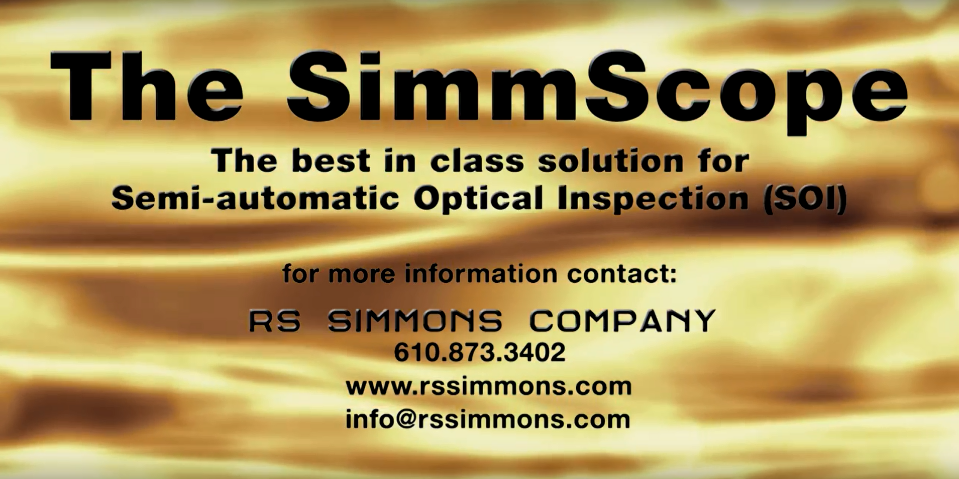 The SimmScope
The best in class solution for
Semi-automatic Optical Inspection (SOI)
for more information contact:
RS SIMMONS COMPANY
610.873.3402
www.rssimmons.com
info@rssimmons.com